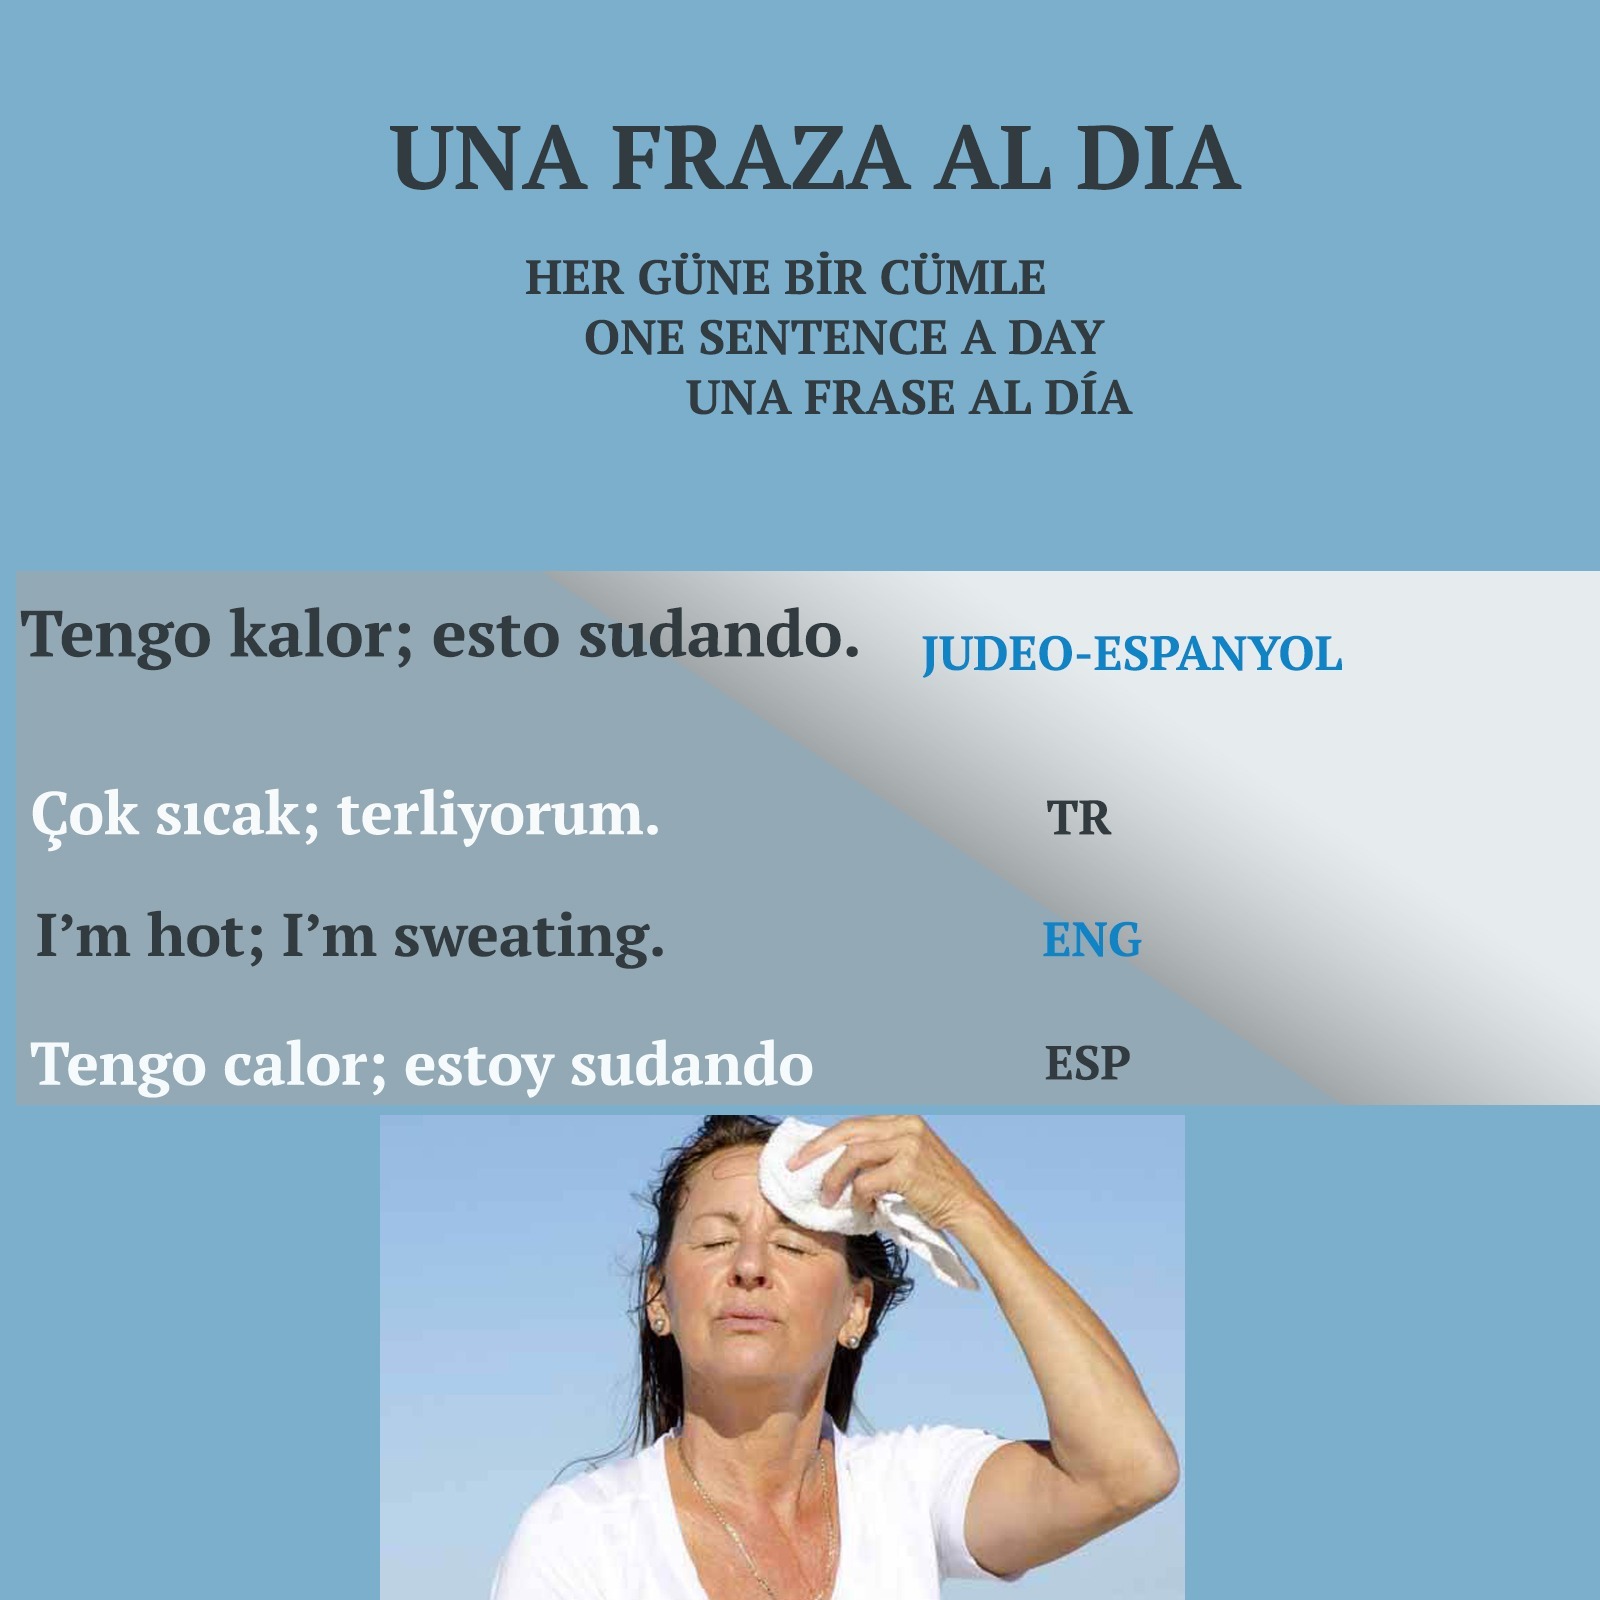 UNA FRAZA AL DIA
HER GÜNE BİR CÜMLE
ONE SENTENCE A DAY
UNA FRASE AL DÍA
Tengo kalor; esto sudando. JUDEO-ESPANYOL
Çok sıcak; terliyorum. TR
I’m hot; I’m sweating. ENG
Tengo calor; estoy sudando ESP